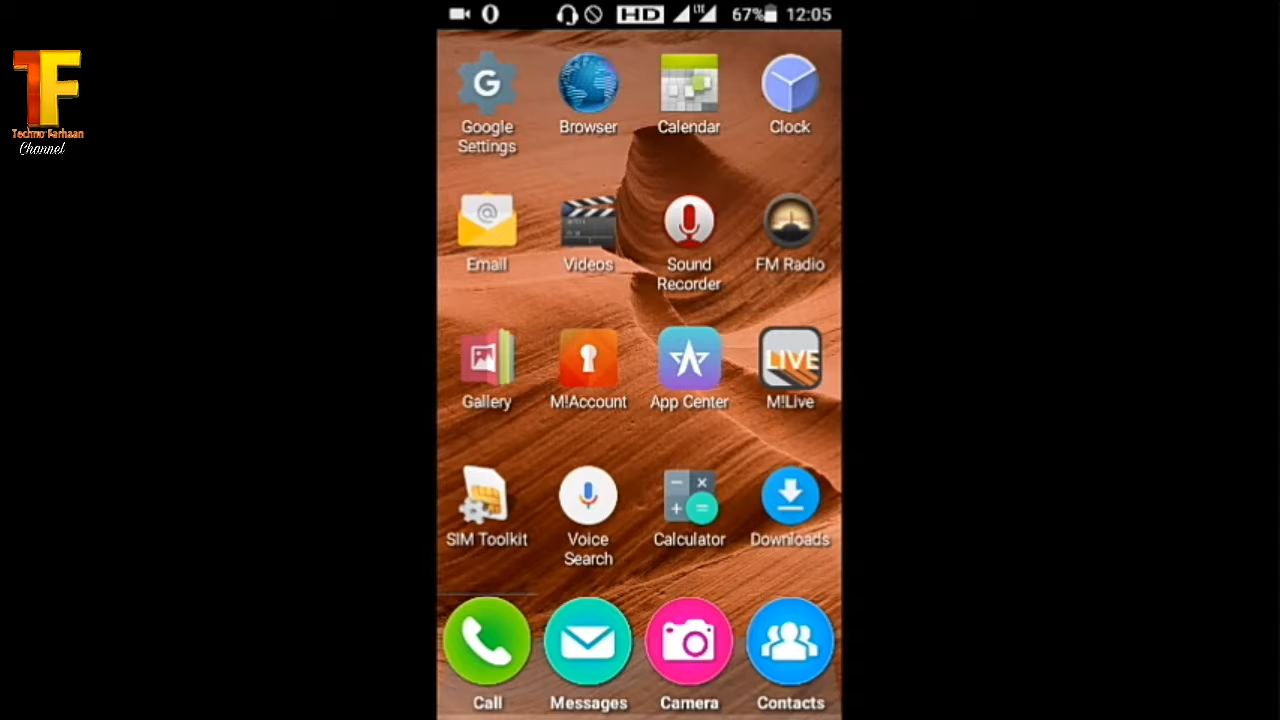 HD LTE 67% 12:05
TF
Techno Farhaan
Channel
Google
Settings
Browser
Calendar
Clock
Email
Videos
Sound
Recorder
FM Radio
LIVE
Gallery
M!Account
App Center
M!Live
SIM Toolkit
Voice
Search
Calculator
Downloads
Call
Messages
Camera
Contacts